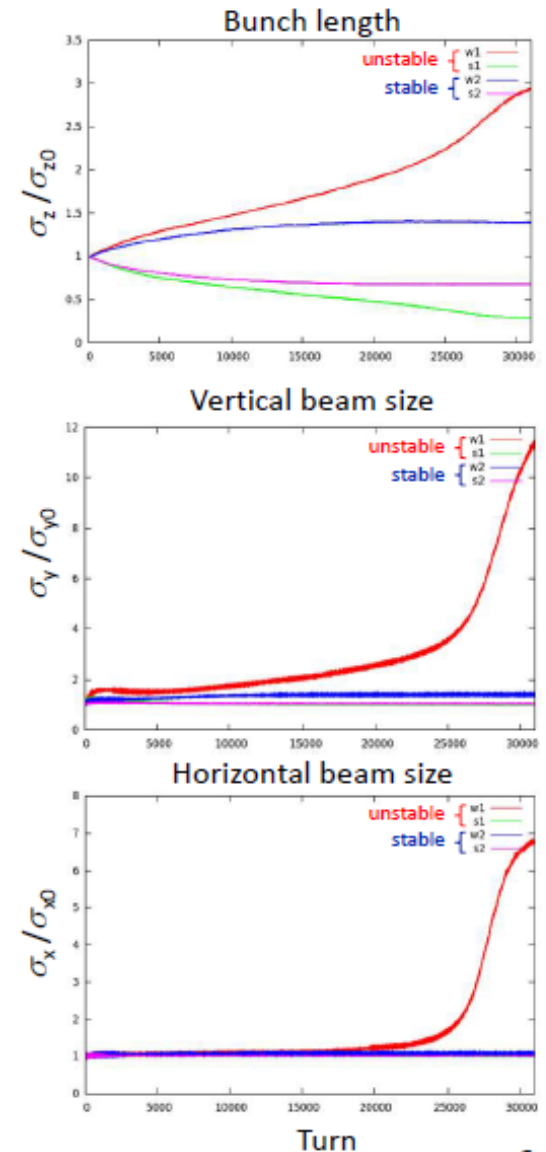 Bunch length
3.5
3
2.5
2
1.5
1
0.5
0
unstable { w1
s1
stable { w2
s2
σz/σz0
0 5000 10000 15000 20000 25000 30000
Vertical beam size
12
10
8
6
4
2
0
unstable { w1
s1
stable { w2
s2
σy/σy0
0 5000 10000 15000 20000 25000 30000
Horizontal beam size
8
7
6
5
4
3
2
1
0
unstable { w1
s1
stable { w2
s2
σx/σx0
0 5000 10000 15000 20000 25000 30000
Turn